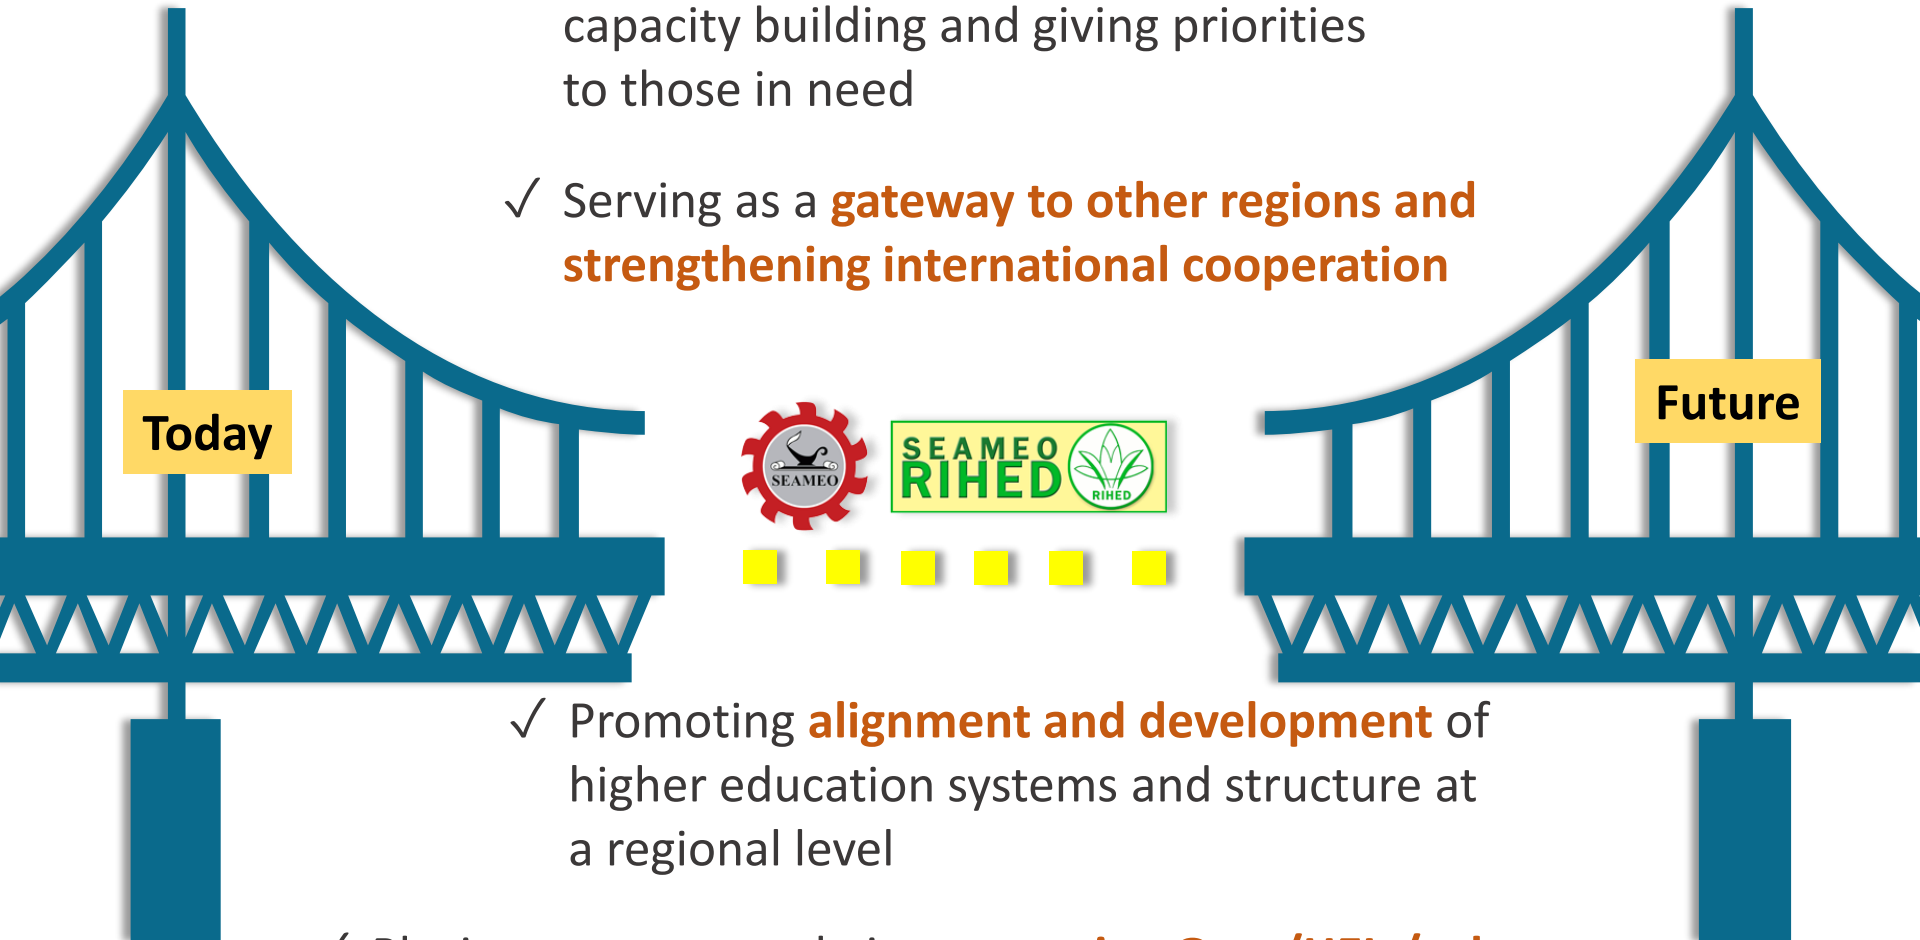 capacity building and giving priorities
to those in need
✓ Serving as a gateway to other regions and
strengthening international cooperation
Today
Future
SEAMEO
SEAMEO
RIHED
RIHED
✓ Promoting alignment and development of
higher education systems and structure at
a regional level